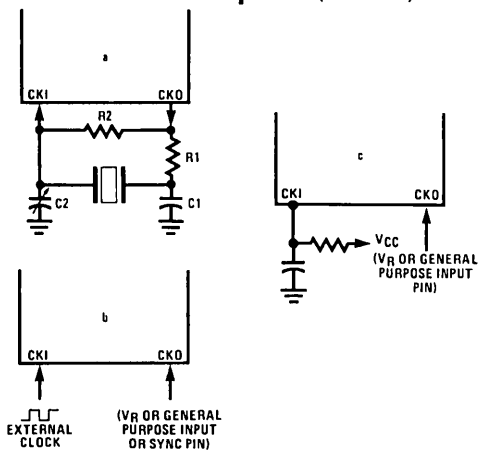 a
CKI CKO
R2
R1
C2
C1
c
CKI CKO
VCC
(VR OR GENERAL
PURPOSE INPUT
PIN)
b
CKI CKO
EXTERNAL
CLOCK
(VR OR GENERAL
PURPOSE INPUT
OR SYNC PIN)